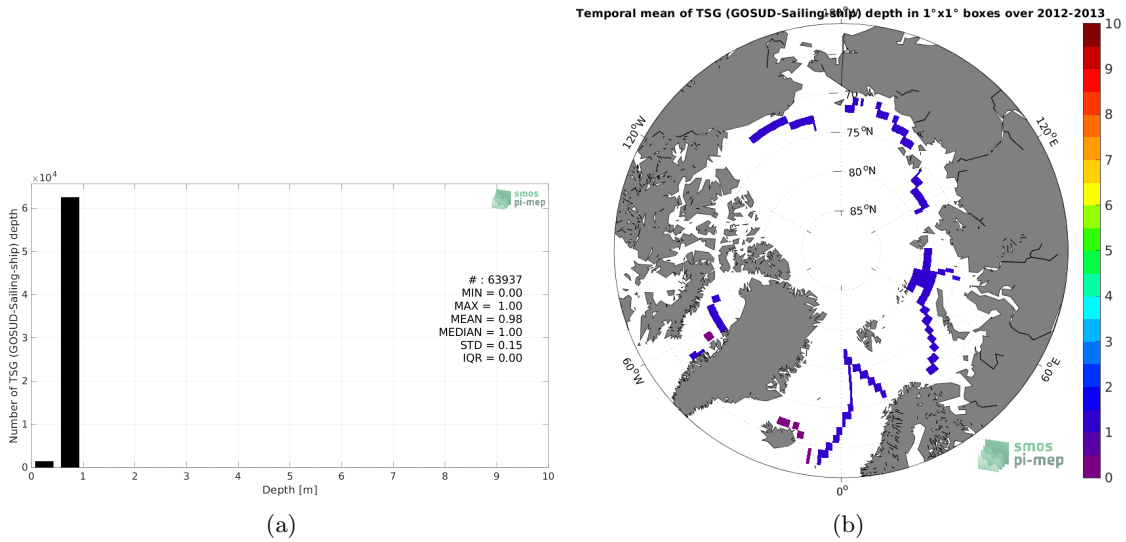 Temporal mean of TSG (GOSUD-Sailing-ship) depth in 1°x1° boxes over 2012-2013
180°W
×10⁴
6
5
4
3
2
1
0
Number of TSG (GOSUD-Sailing-ship) depth
0 1 2 3 4 5 6 7 8 9 10
Depth [m]
smos
pi-mep
# : 63937
MIN = 0.00
MAX = 1.00
MEAN = 0.98
MEDIAN = 1.00
STD = 0.15
IQR = 0.00
(a)
120°W
120°E
60°W
60°E
0°
70
75°N
80°N
85°N
10
9
8
7
6
5
4
3
2
1
0
smos
pi-mep
(b)